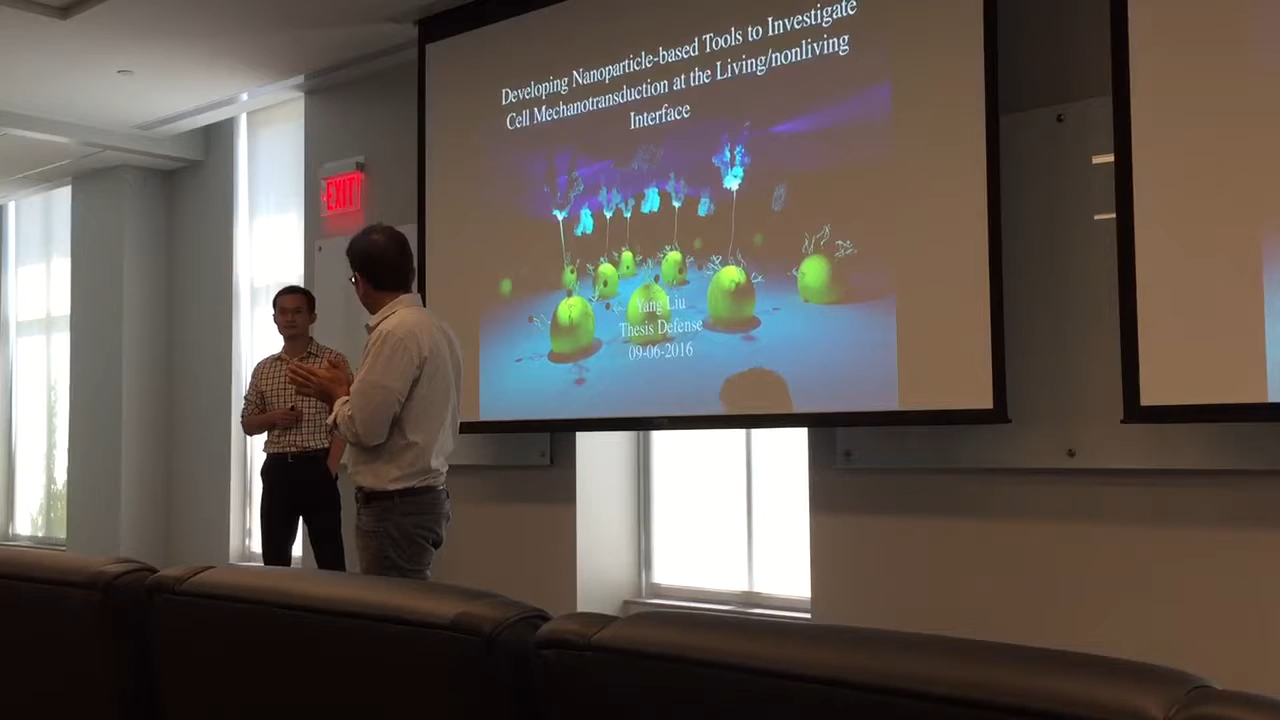 Developing Nanoparticle-based Tools to Investigate
Cell Mechanotransduction at the Living/nonliving
Interface
EXIT
Yang Liu
Thesis Defense
09-06-2016